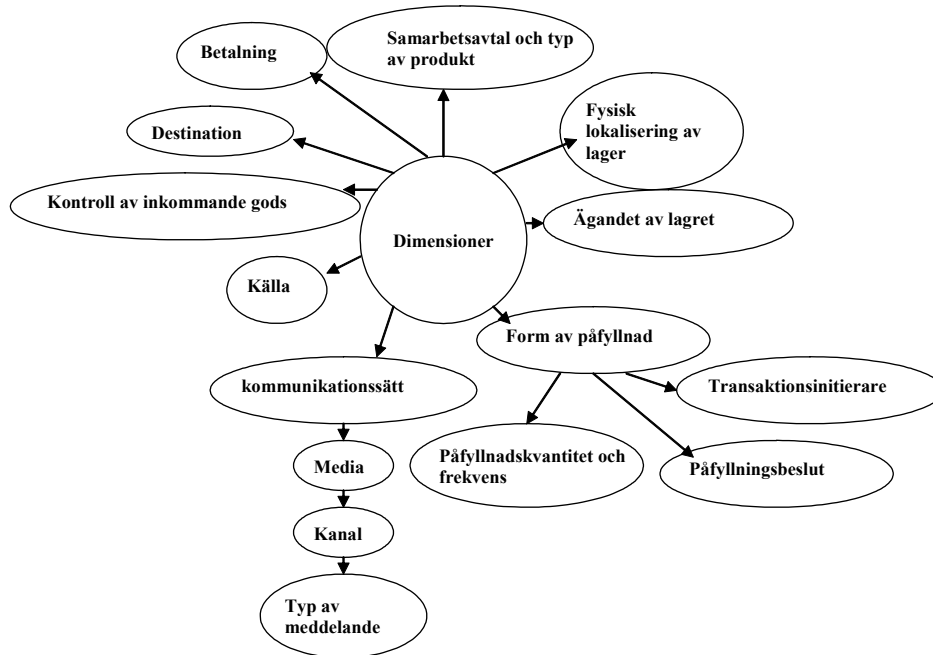 Samarbetsavtal och typ
av produkt
Betalning
Fysisk
lokalisering av
lager
Destination
Kontroll av inkommande gods
Ägandet av lagret
Dimensioner
Källa
Form av påfyllnad
kommunikationssätt
Transaktionsinitierare
Media
Påfyllnadskvantitet och
frekvens
Påfyllningsbeslut
Kanal
Typ av
meddelande